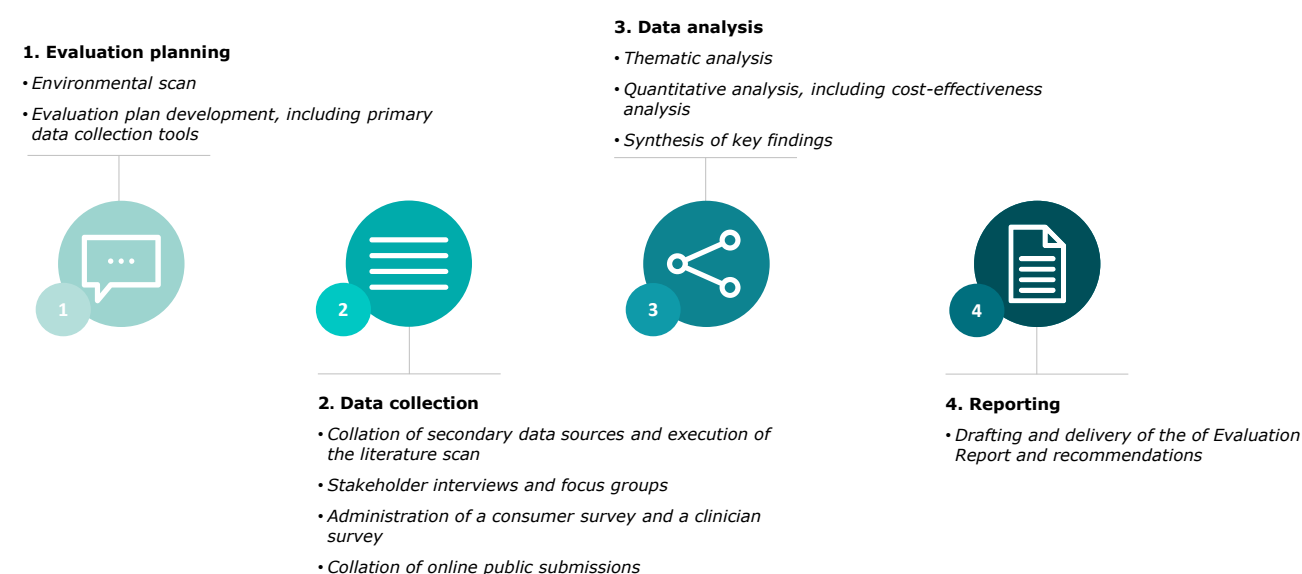 1. Evaluation planning
• Environmental scan
• Evaluation plan development, including primary
data collection tools
1
2
2. Data collection
• Collation of secondary data sources and execution of
the literature scan
• Stakeholder interviews and focus groups
• Administration of a consumer survey and a clinician
survey
• Collation of online public submissions
3. Data analysis
• Thematic analysis
• Quantitative analysis, including cost-effectiveness
analysis
• Synthesis of key findings
3
4
4. Reporting
• Drafting and delivery of the of Evaluation
Report and recommendations